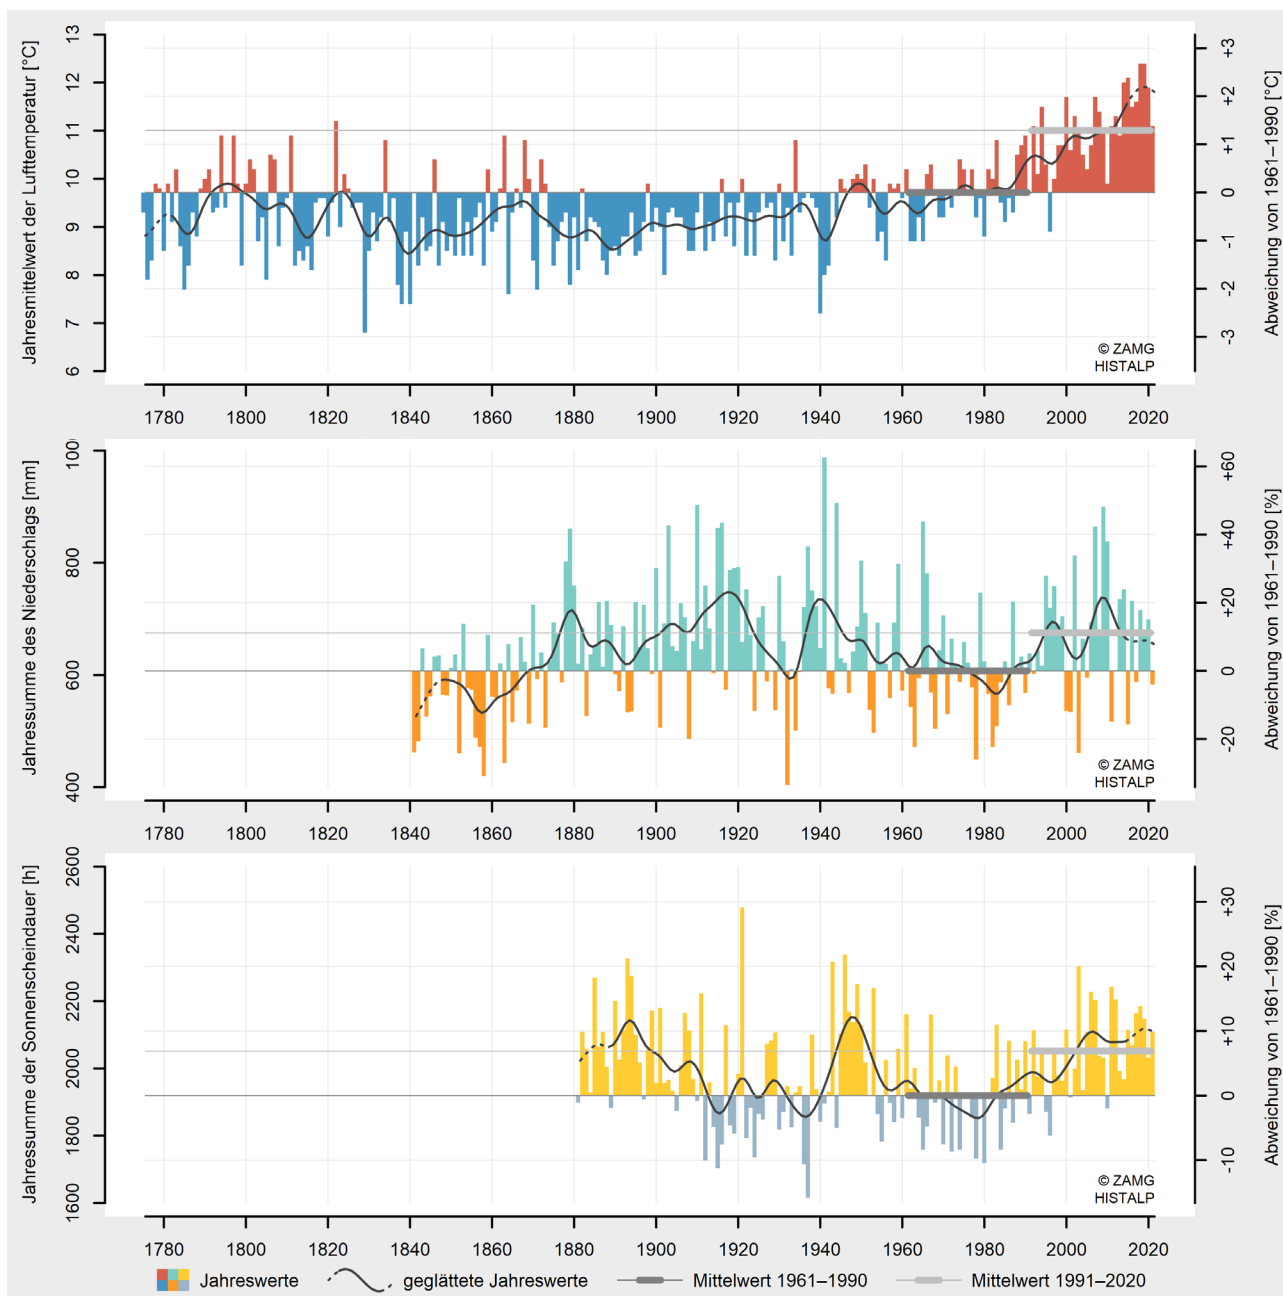 Jahresmittelwert der Lufttemperatur [°C]
13
12
11
10
9
8
7
6
+3
+2
+1
0
-1
-2
-3
Abweichung von 1961–1990 [°C]
© ZAMG
HISTALP
1780 1800 1820 1840 1860 1880 1900 1920 1940 1960 1980 2000 2020
Jahressumme des Niederschlags [mm]
100
800
600
400
+60
+40
+20
0
-20
Abweichung von 1961–1990 [%]
© ZAMG
HISTALP
1780 1800 1820 1840 1860 1880 1900 1920 1940 1960 1980 2000 2020
Jahressumme der Sonnenscheindauer [h]
2600
2400
2200
2000
1800
1600
+30
+20
+10
0
-10
Abweichung von 1961–1990 [%]
© ZAMG
HISTALP
1780 1800 1820 1840 1860 1880 1900 1920 1940 1960 1980 2000 2020
Jahreswerte geglättete Jahreswerte Mittelwert 1961–1990 Mittelwert 1991–2020